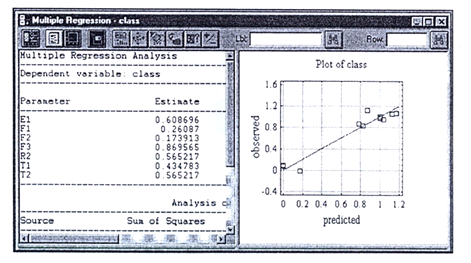 Multiple Regression - class
Lbl:
Row:
Multiple Regression Analysis
Dependent variable: class
Parameter Estimate
E1 0.608696
F1 0.26087
F2 0.173913
F3 0.869565
R2 0.565217
T1 0.434783
T2 0.565217
Analysis
Source Sum of Squares
Plot of class
observed
1.6
1.2
0.8
0.4
0
-0.4
0 0.2 0.4 0.6 0.8 1 1.2
predicted